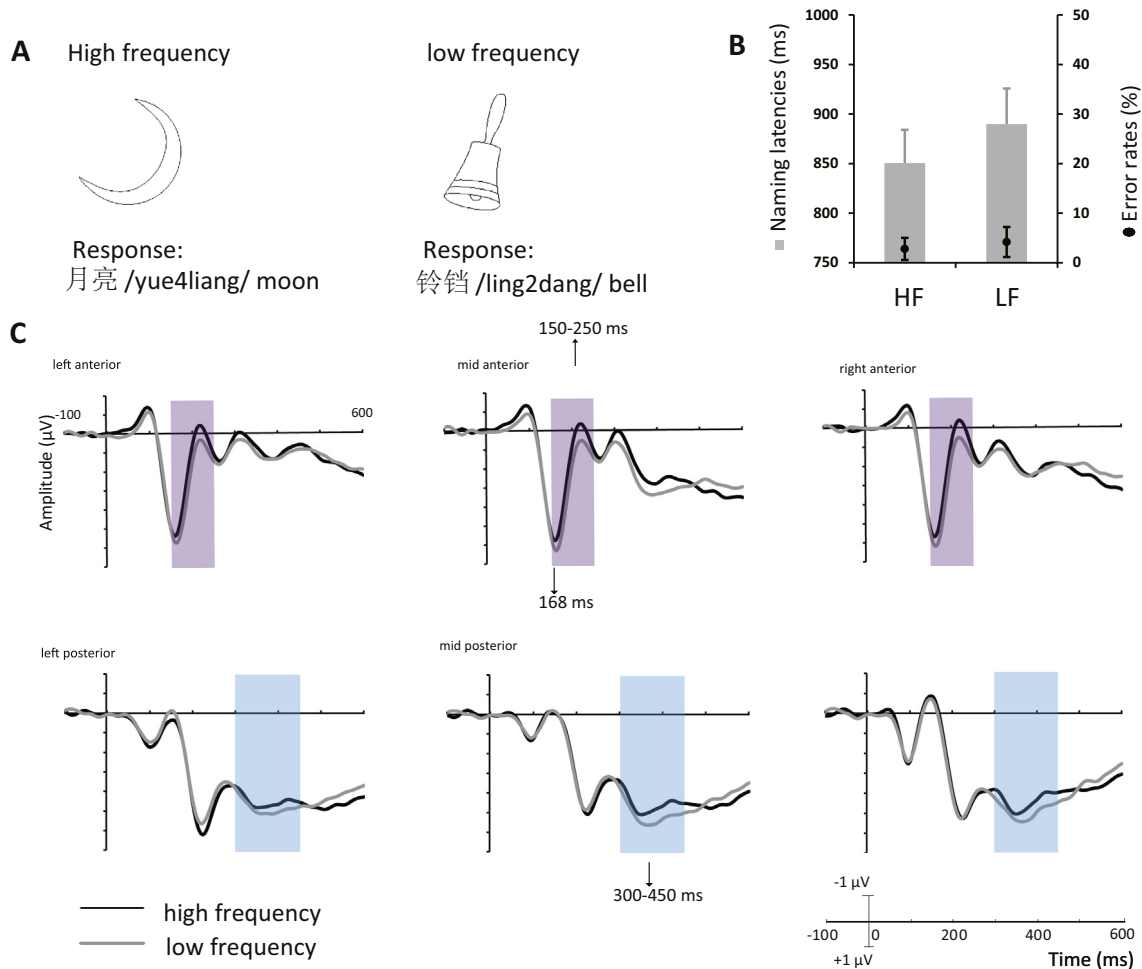 A
High frequency
low frequency
Response:
月亮 /yue4liang/ moon
Response:
铃铛 /ling2dang/ bell
B
Naming latencies (ms)
1000
950
900
850
800
750
50
40
30
20
10
0
Error rates (%)
HF
LF
C
150-250 ms
left anterior
mid anterior
right anterior
-100
600
Amplitude (µV)
168 ms
left posterior
mid posterior
300-450 ms
high frequency
low frequency
-1 µV
-100 0 200 400 600
+1 µV
Time (ms)